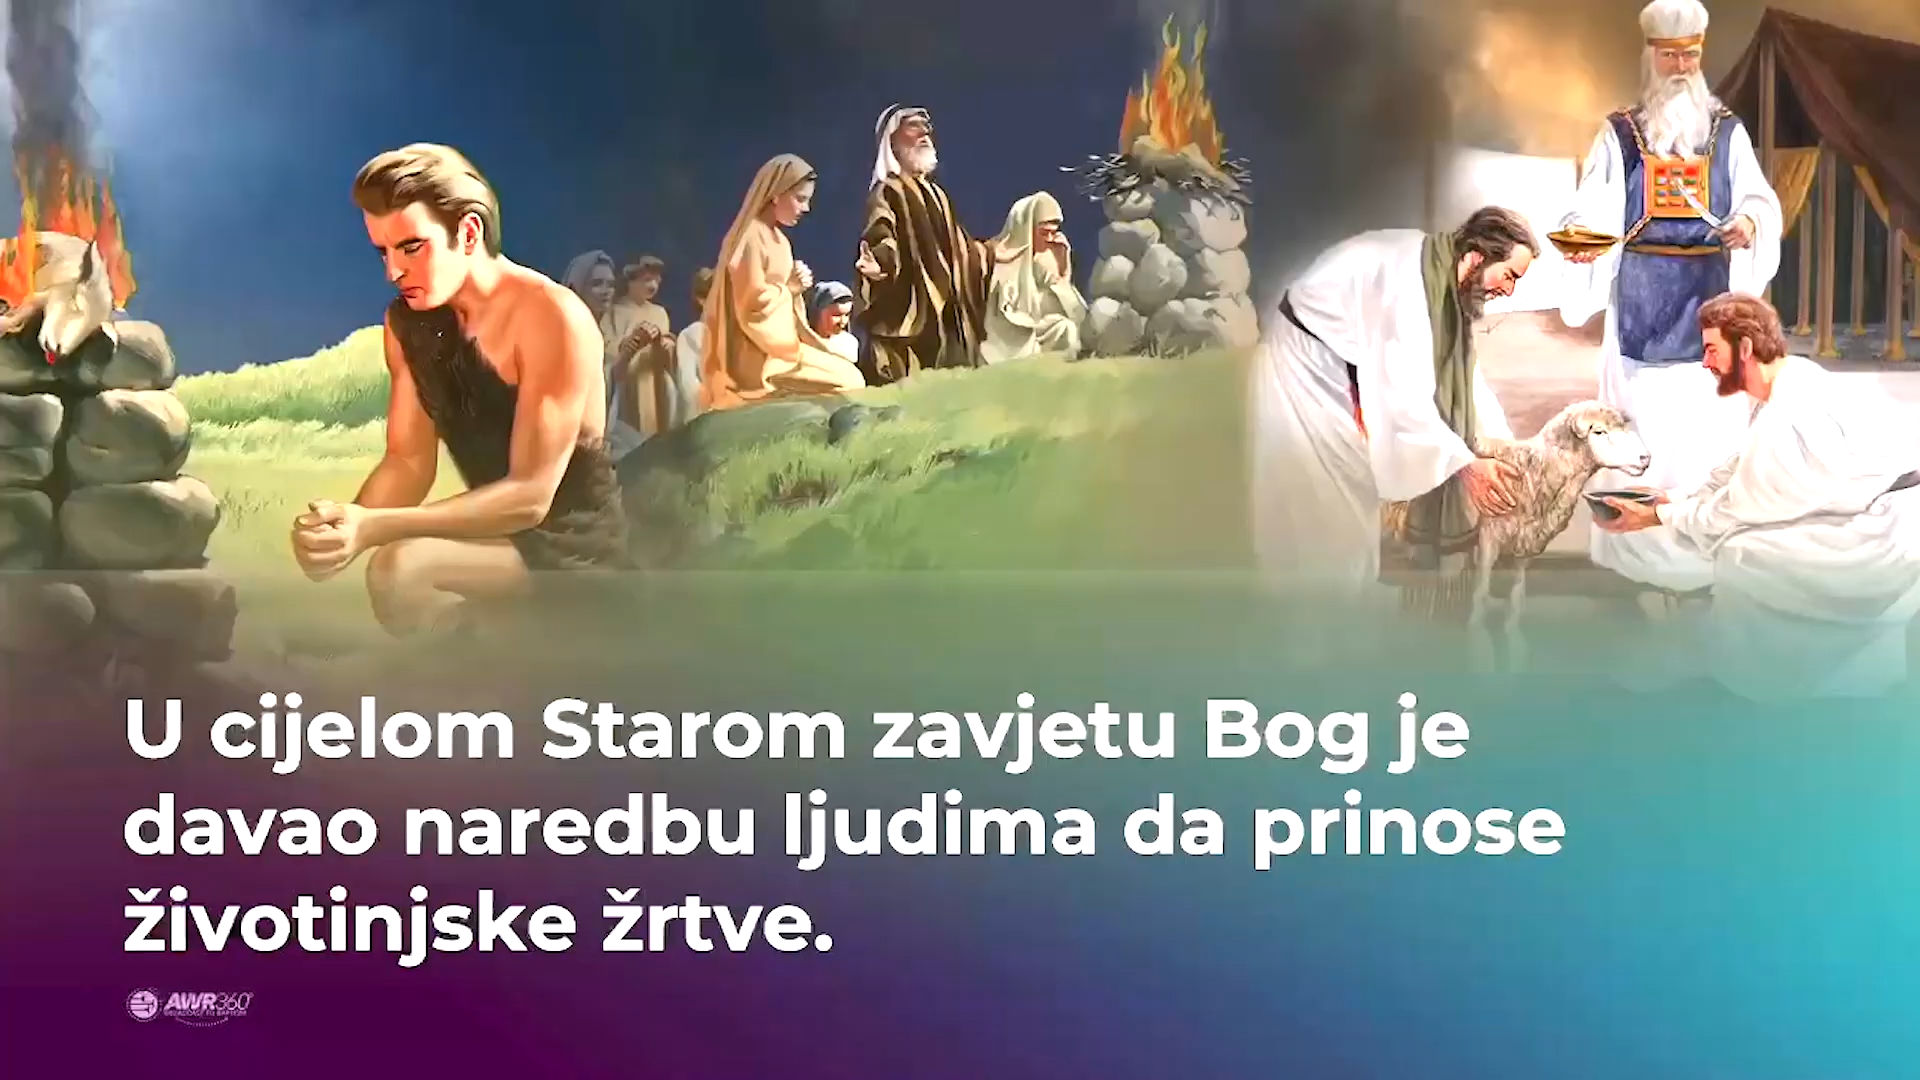 U cijelom Starom zavjetu Bog je
davao naredbu ljudima da prinose
životinjske žrtve.
AWR360°